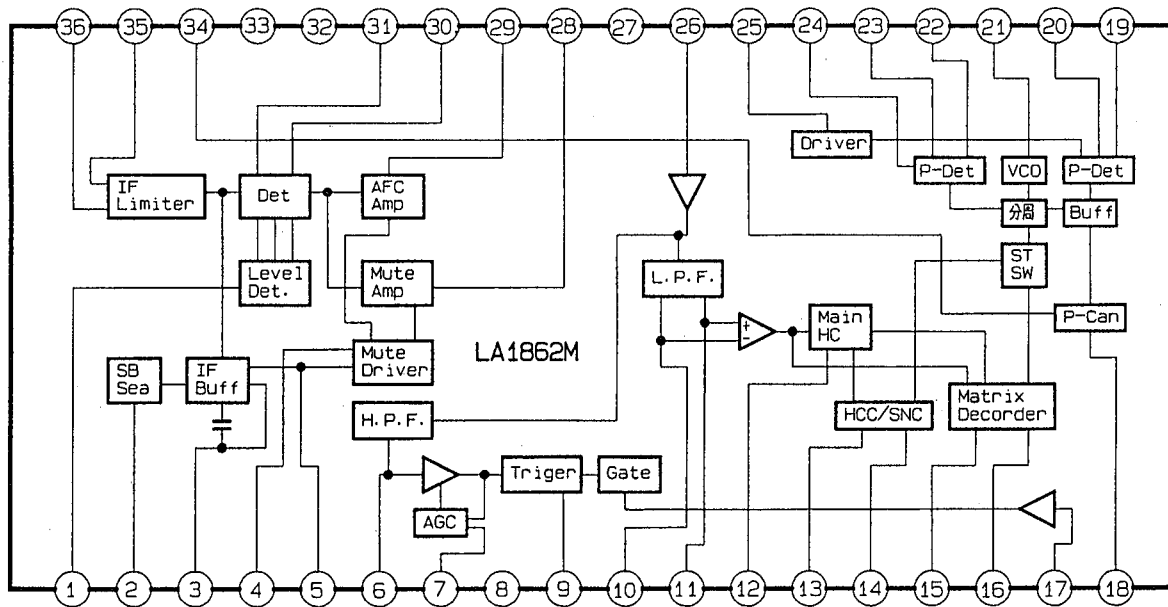 36 35 34 33 32 31 30 29 28 27 26 25 24 23 22 21 20 19
Driver
P-Det
VCO
P-Det
IF
Limiter
Det
AFC
Amp
分周
Buff
Level
Det.
Mute
Amp
L.P.F.
ST
SW
Main
HC
P-Can
+
-
Mute
Driver
LA1862M
SB
Sea
IF
Buff
H.P.F.
HCC/SNC
Matrix
Decorder
Triger
Gate
AGC
1 2 3 4 5 6 7 8 9 10 11 12 13 14 15 16 17 18